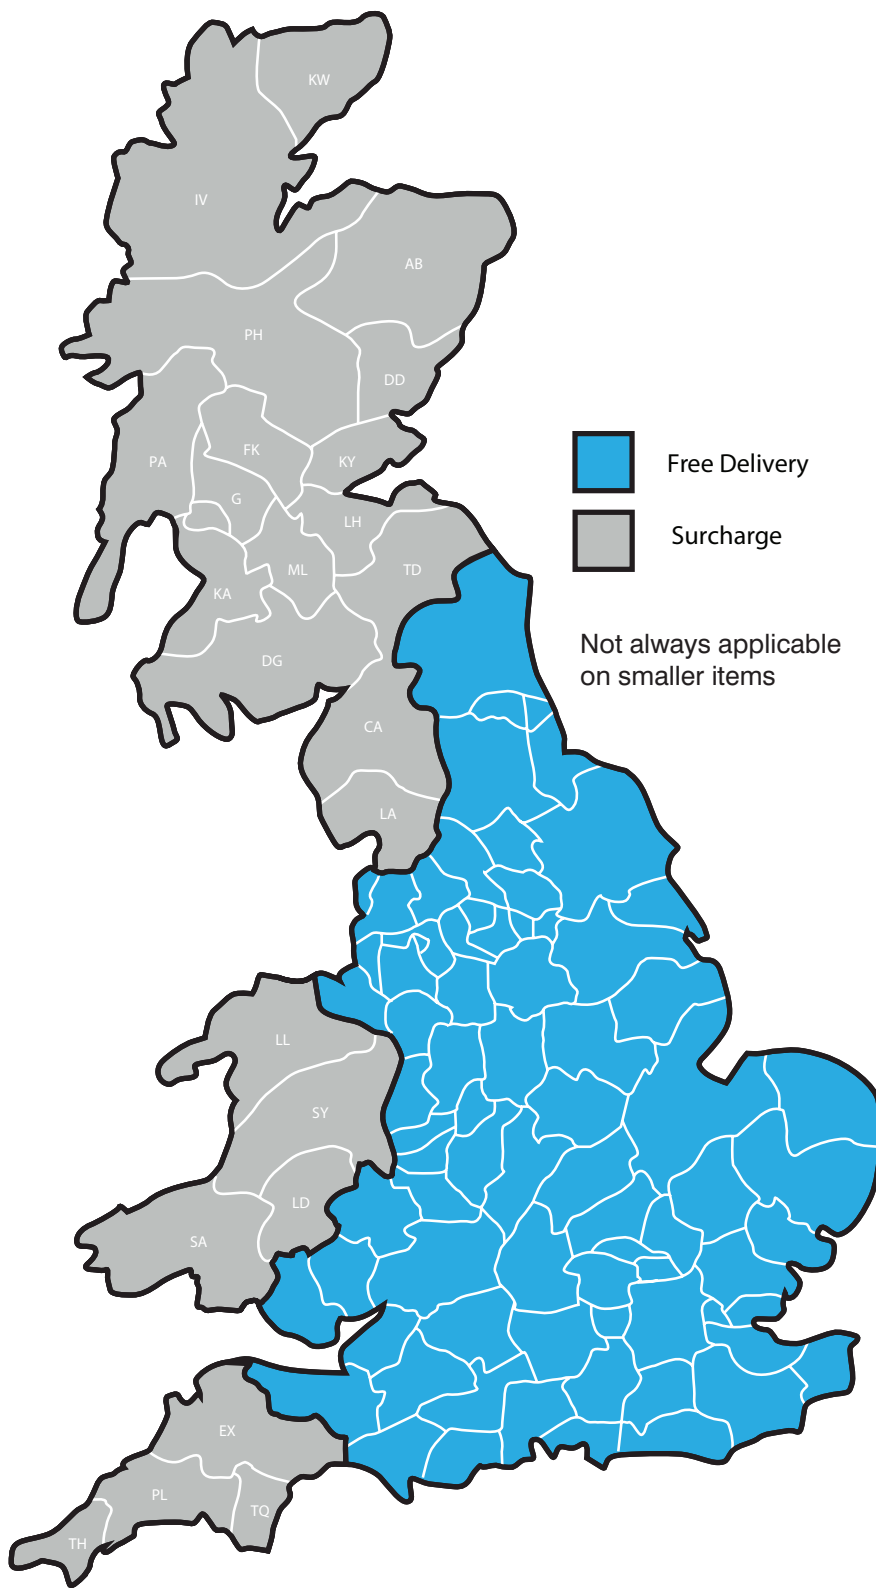 KW
IV
AB
PH
DD
FK
KY
PA
G
LH
ML
TD
KA
DG
CA
LA
Free Delivery
Surcharge
Not always applicable
on smaller items
LL
SY
LD
SA
EX
PL
TQ
TH